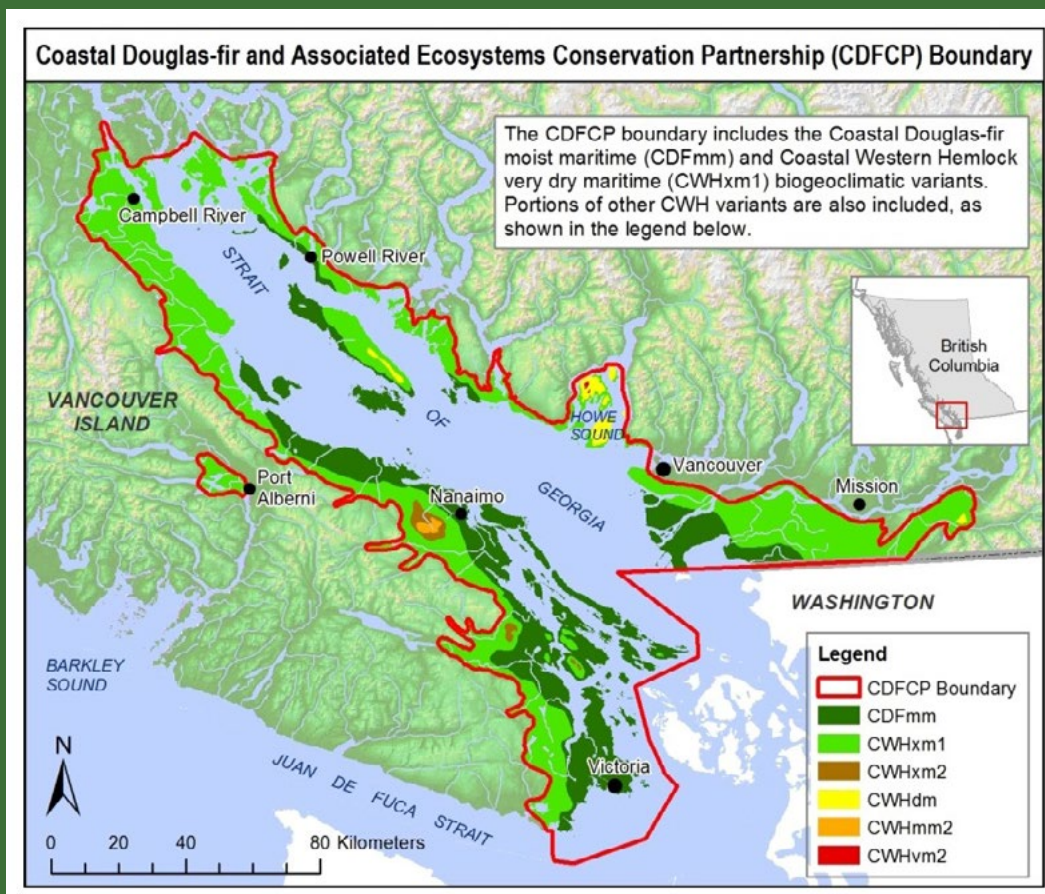 Coastal Douglas-fir and Associated Ecosystems Conservation Partnership (CDFCP) Boundary
The CDFCP boundary includes the Coastal Douglas-fir
moist maritime (CDFmm) and Coastal Western Hemlock
very dry maritime (CWHxm1) biogeoclimatic variants.
Portions of other CWH variants are also included, as
shown in the legend below.
Campbell River
Powell River
STRAIT
OF
GEORGIA
British
Columbia
VANCOUVER
ISLAND
HOWE
SOUND
Port
Alberni
Nanaimo
Vancouver
Mission
WASHINGTON
BARKLEY
SOUND
Victoria
JUAN DE FUCA STRAIT
N
0 20 40 80 Kilometers
Legend
CDFCP Boundary
CDFmm
CWHxm1
CWHxm2
CWHdm
CWHmm2
CWHvm2